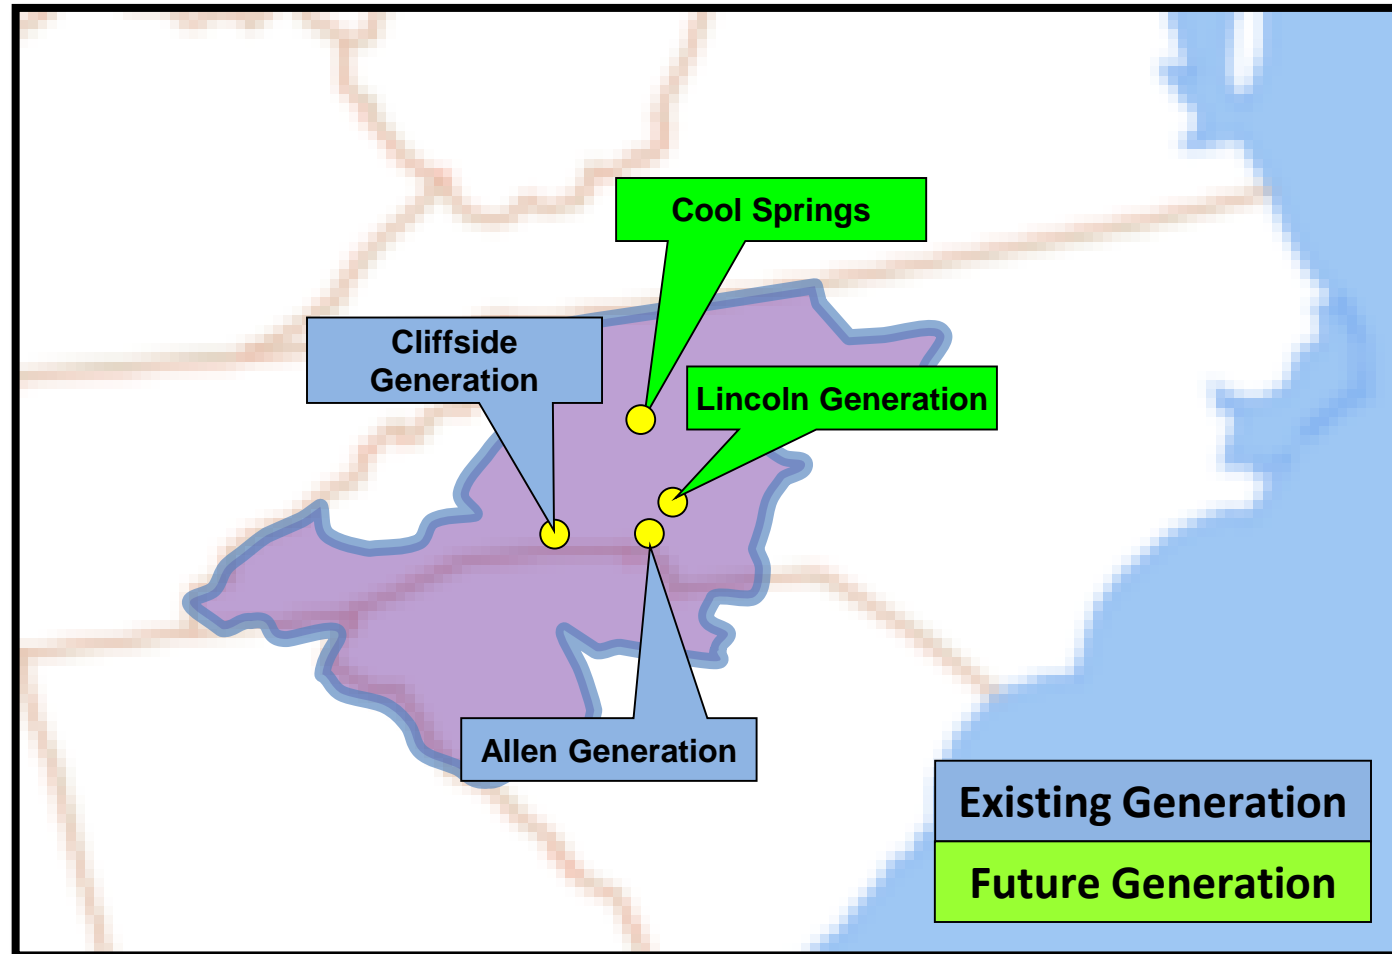 Cool Springs
Cliffside
Generation
Lincoln Generation
Allen Generation
Existing Generation
Future Generation